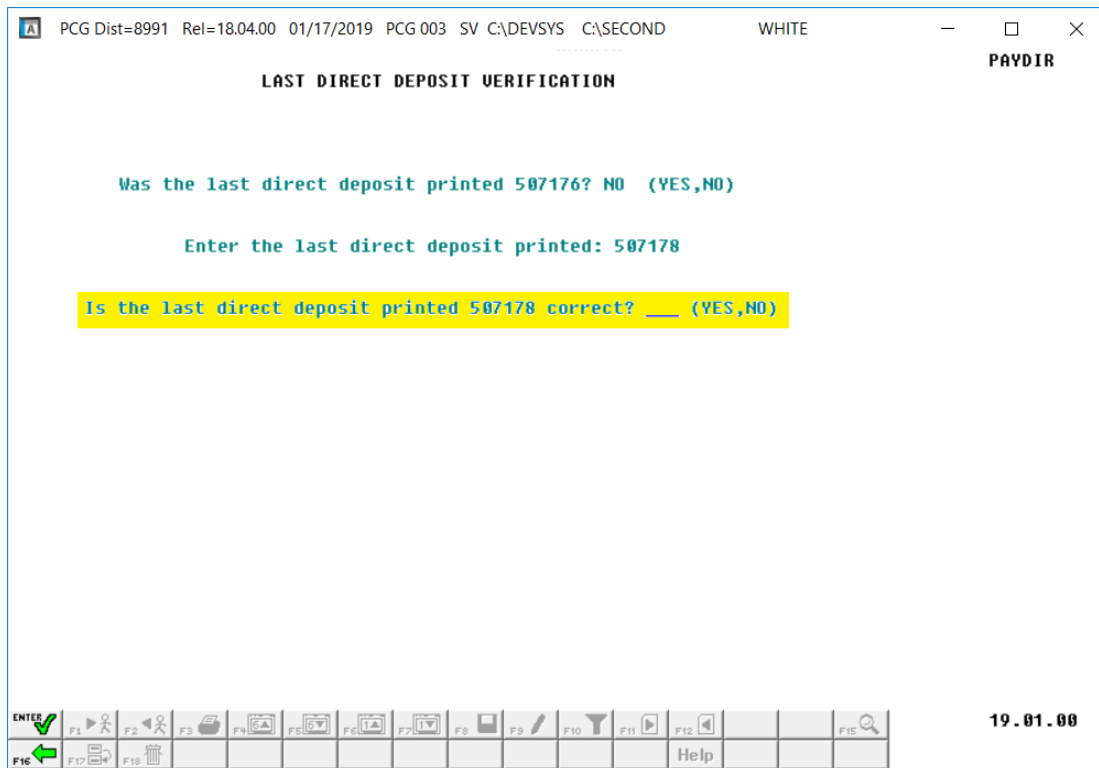 PCG Dist=8991 Rel=18.04.00 01/17/2019 PCG 003 SV C:\DEVSYS C:\SECOND WHITE
PAYDIR
LAST DIRECT DEPOSIT VERIFICATION
Was the last direct deposit printed 507176? NO (YES,NO)
Enter the last direct deposit printed: 507178
Is the last direct deposit printed 507178 correct? ___ (YES,NO)
ENTER F1 F2 F3 F4 F5 F6 F7 F8 F9 F10 F11 F12 F15
19.01.00
F16 F17 F18 Help